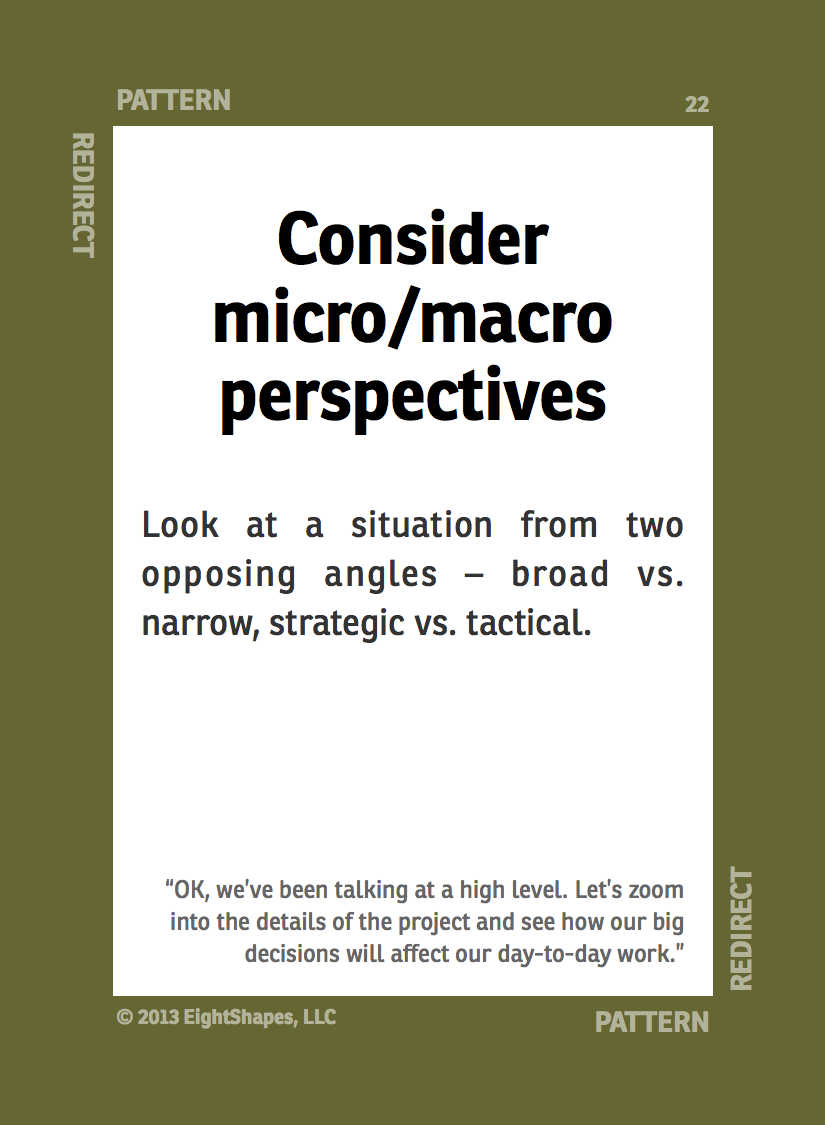 PATTERN
22
REDIRECT
Consider
micro/macro
perspectives
Look at a situation from two
opposing angles – broad vs.
narrow, strategic vs. tactical.
“OK, we’ve been talking at a high level. Let’s zoom
into the details of the project and see how our big
decisions will affect our day-to-day work.”
REDIRECT
© 2013 EightShapes, LLC
PATTERN